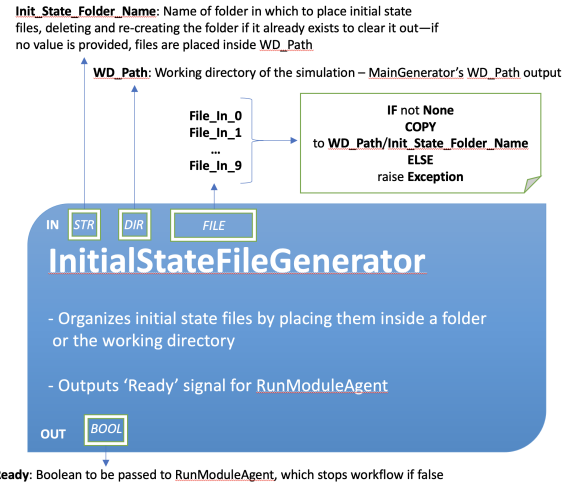 Init_State_Folder_Name: Name of folder in which to place initial state
files, deleting and re-creating the folder if it already exists to clear it out—if
no value is provided, files are placed inside WD_Path
WD_Path: Working directory of the simulation – MainGenerator's WD_Path output
File_In_0
File_In_1
...
File_In_9
IF not None
COPY
to WD_Path/Init_State_Folder_Name
ELSE
raise Exception
IN STR DIR FILE
InitialStateFileGenerator
- Organizes initial state files by placing them inside a folder
or the working directory
- Outputs 'Ready' signal for RunModuleAgent
OUT BOOL
eady: Boolean to be passed to RunModuleAgent, which stops workflow if false